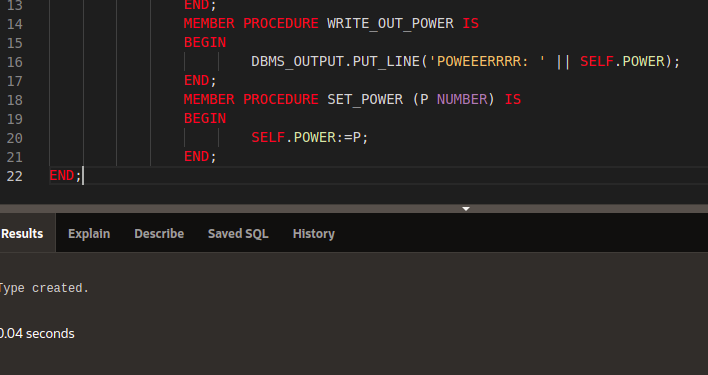 13 END;
14 MEMBER PROCEDURE WRITE_OUT_POWER IS
15 BEGIN
16 DBMS_OUTPUT.PUT_LINE('POWEEERRRR: ' || SELF.POWER);
17 END;
18 MEMBER PROCEDURE SET_POWER (P NUMBER) IS
19 BEGIN
20 SELF.POWER:=P;
21 END;
22 END;
Results Explain Describe Saved SQL History
Type created.
0.04 seconds